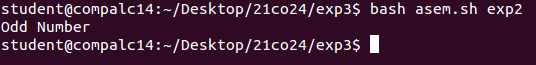 student@compalc14:~/Desktop/21co24/exp3$ bash asem.sh exp2
Odd Number
student@compalc14:~/Desktop/21co24/exp3$